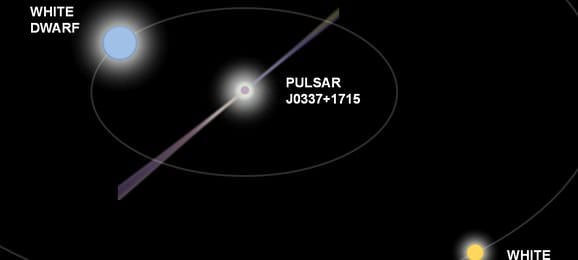 WHITE
DWARF
PULSAR
J0337+1715
WHITE